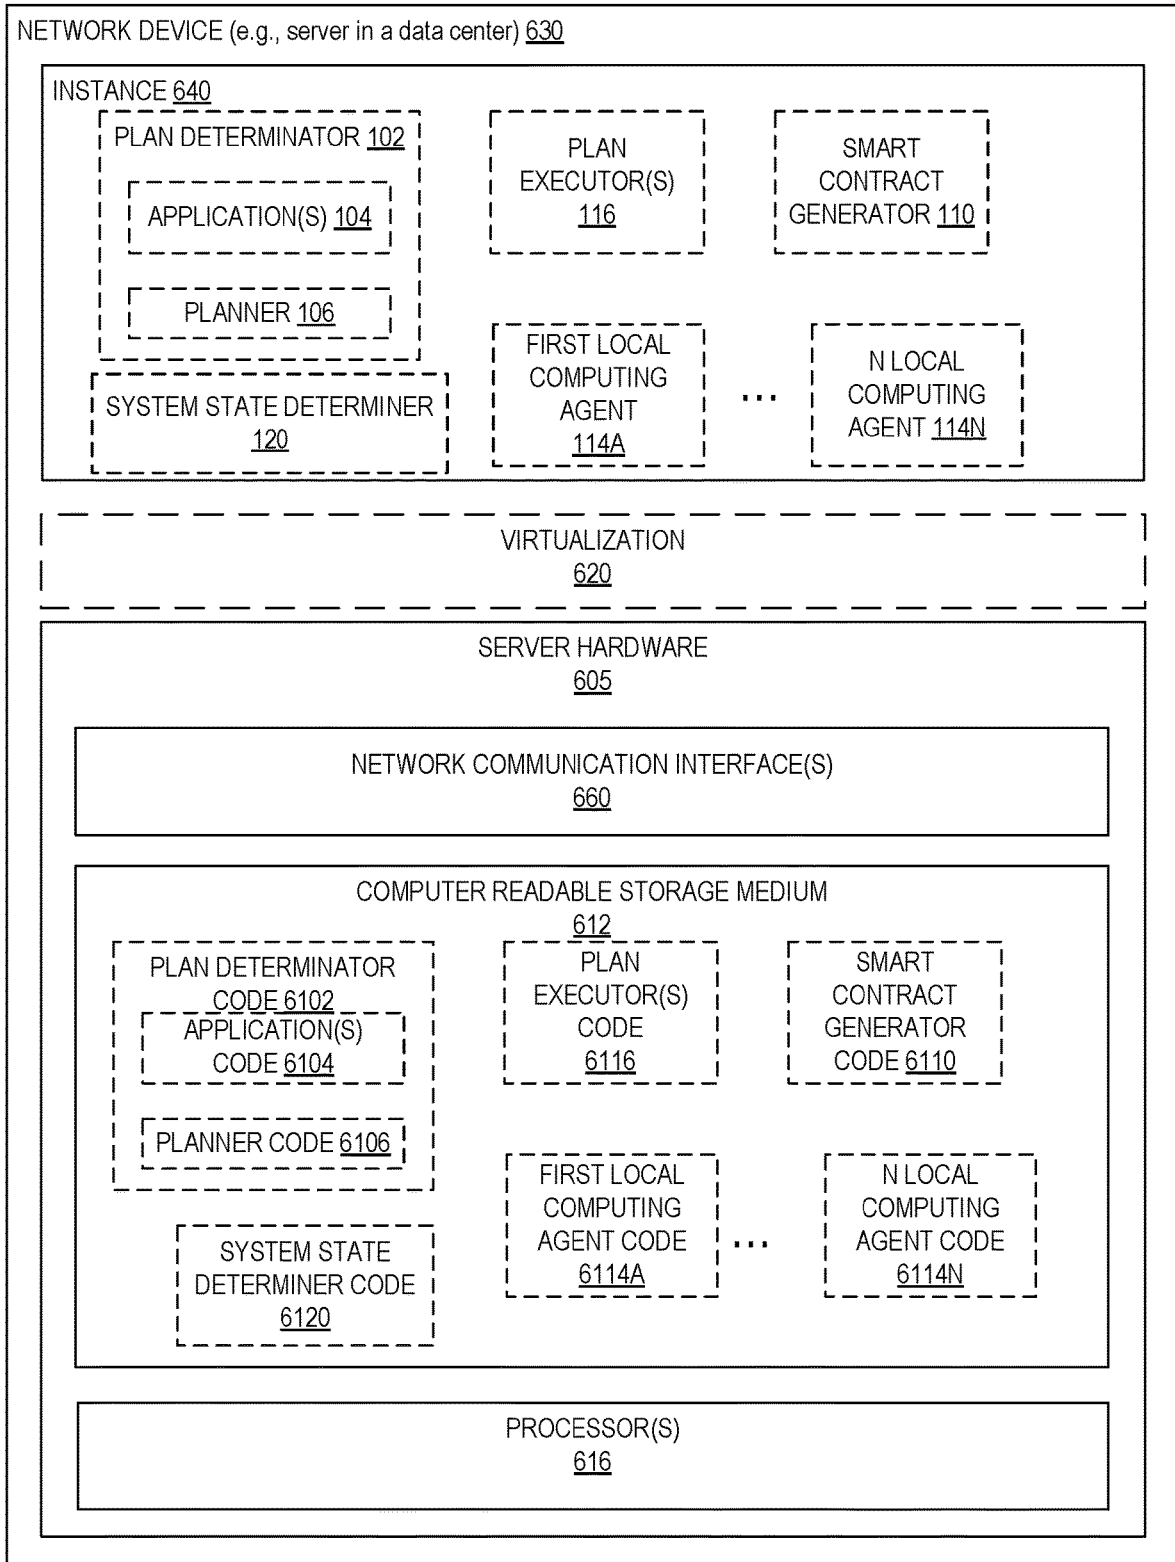 NETWORK DEVICE (e.g., server in a data center) 630
INSTANCE 640
PLAN DETERMINATOR 102
APPLICATION(S) 104
PLANNER 106
SYSTEM STATE DETERMINER
120
PLAN
EXECUTOR(S)
116
SMART
CONTRACT
GENERATOR 110
FIRST LOCAL
COMPUTING
AGENT
114A
...
N LOCAL
COMPUTING
AGENT 114N
VIRTUALIZATION
620
SERVER HARDWARE
605
NETWORK COMMUNICATION INTERFACE(S)
660
COMPUTER READABLE STORAGE MEDIUM
612
PLAN DETERMINATOR
CODE 6102
APPLICATION(S)
CODE 6104
PLANNER CODE 6106
SYSTEM STATE
DETERMINER CODE
6120
PLAN
EXECUTOR(S)
CODE
6116
SMART
CONTRACT
GENERATOR
CODE 6110
FIRST LOCAL
COMPUTING
AGENT CODE
6114A
...
N LOCAL
COMPUTING
AGENT CODE
6114N
PROCESSOR(S)
616